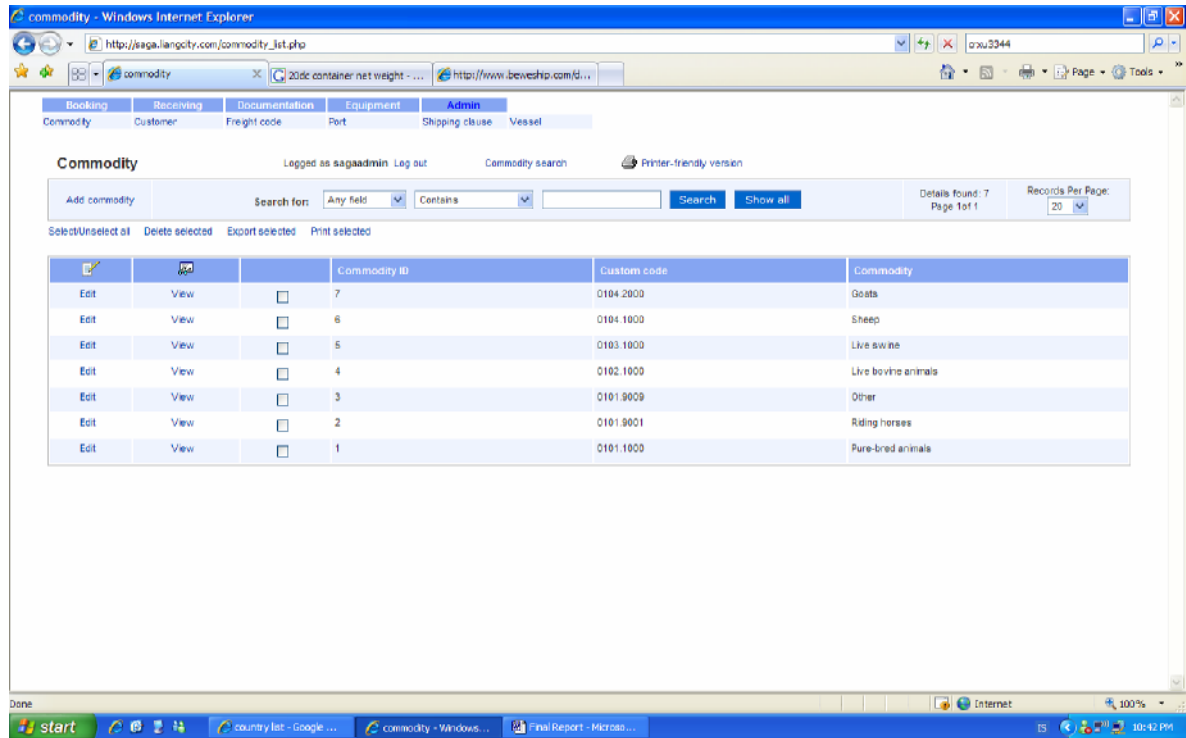 commodity - Windows Internet Explorer
http://saga.liangcity.com/commodity_list.php
commodity 20dc container net weight - ... http://www.beweship.com/d... Page Tools
Booking Receiving Documentation Equipment Admin
Commodity Customer Freight code Port Shipping clause Vessel
Commodity Logged as sagaadmin Log out Commodity search Printer-friendly version
Add commodity Search for: Any field Contains Search Show all Details found: 7 Records Per Page:
Page 1of 1 20
Select/Unselect all Delete selected Export selected Print selected
Commodity ID Custom code Commodity
Edit View 7 0104.2000 Goats
Edit View 6 0104.1000 Sheep
Edit View 5 0103.1000 Live swine
Edit View 4 0102.1000 Live bovine animals
Edit View 3 0101.9009 Other
Edit View 2 0101.9001 Riding horses
Edit View 1 0101.1000 Pure-bred animals
Done Internet 100%
start country list - Google ... commodity - Windows... Final Report - Microso... IS 10:42 PM